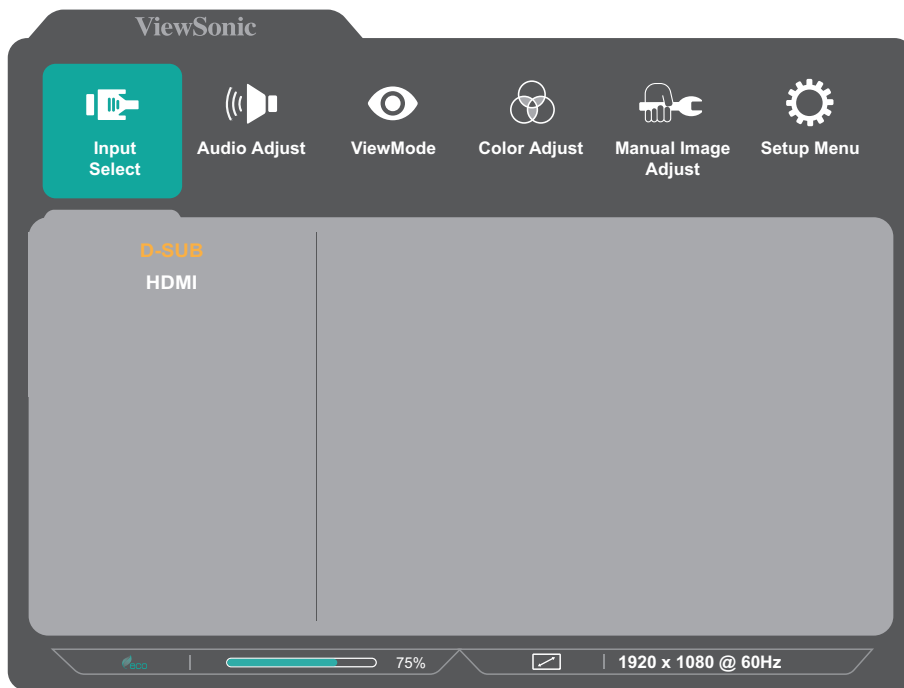 ViewSonic
Input
Select
Audio Adjust
ViewMode
Color Adjust
Manual Image
Adjust
Setup Menu
D-SUB
HDMI
eco
75%
1920 x 1080 @ 60Hz